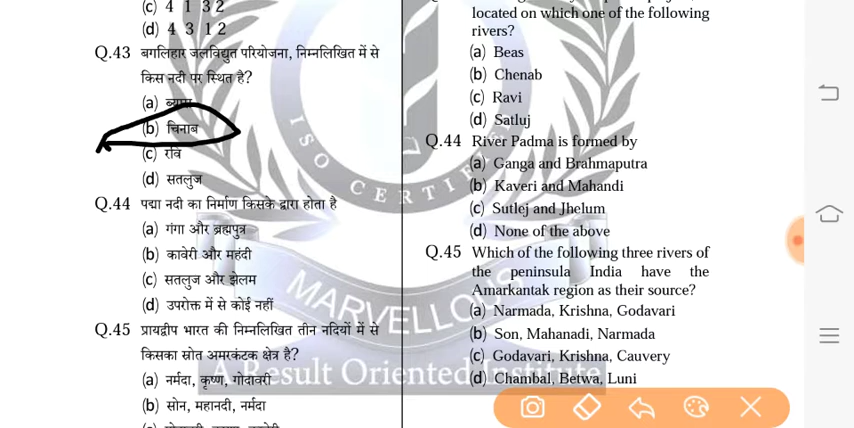 (c) 4 1 3 2
(d) 4 3 1 2
Q.43 बगलिहार जलविद्युत परियोजना, निम्नलिखित में से
किस नदी पर स्थित है?
(a) ब्यास
(b) चिनाब
(c) रवि
(d) सतलुज
Q.44 पद्मा नदी का निर्माण किसके द्वारा होता है
(a) गंगा और ब्रह्मपुत्र
(b) कावेरी और महंदी
(c) सतलुज और झेलम
(d) उपरोक्त में से कोई नहीं
Q.45 प्रायद्वीप भारत की निम्नलिखित तीन नदियों में से
किसका स्रोत अमरकंटक क्षेत्र है?
(a) नर्मदा, कृष्ण, गोदावरी
(b) सोन, महानदी, नर्मदा
located on which one of the following
rivers?
(a) Beas
(b) Chenab
(c) Ravi
(d) Satluj
Q.44 River Padma is formed by
(a) Ganga and Brahmaputra
(b) Kaveri and Mahandi
(c) Sutlej and Jhelum
(d) None of the above
Q.45 Which of the following three rivers of
the peninsula India have the
Amarkantak region as their source?
(a) Narmada, Krishna, Godavari
(b) Son, Mahanadi, Narmada
(c) Godavari, Krishna, Cauvery
(d) Chambal, Betwa, Luni
ISO CERTIFI
MARVELLOUS
A Result Oriented Institute